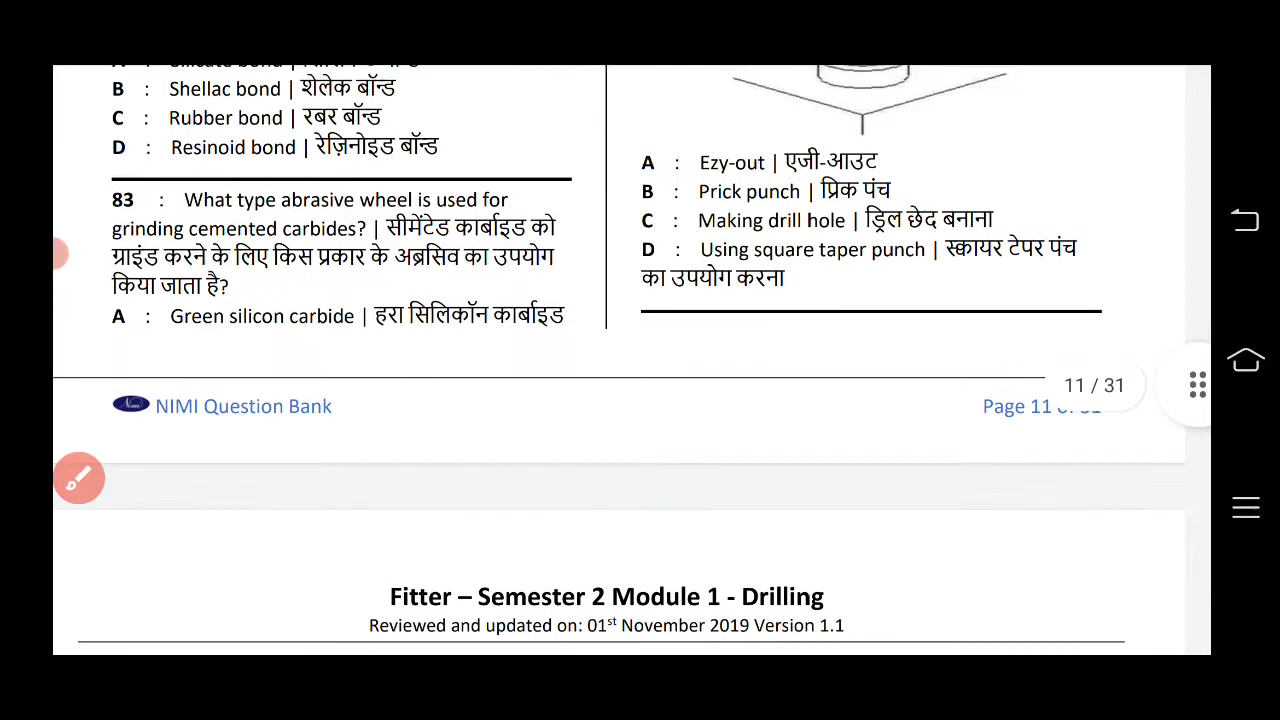 B : Shellac bond | शेलेक बॉन्ड
C : Rubber bond | रबर बॉन्ड
D : Resinoid bond | रेज़िनोइड बॉन्ड
83 : What type abrasive wheel is used for
grinding cemented carbides? | सीमेंटेड कार्बाइड को
ग्राइंड करने के लिए किस प्रकार के अब्रसिव का उपयोग
किया जाता है?
A : Green silicon carbide | हरा सिलिकॉन कार्बाइड
A : Ezy-out | एजी-आउट
B : Prick punch | प्रिक पंच
C : Making drill hole | ड्रिल छेद बनाना
D : Using square taper punch | स्कायर टेपर पंच
का उपयोग करना
11 / 31
Nimi NIMI Question Bank
Page 11
Fitter – Semester 2 Module 1 - Drilling
Reviewed and updated on: 01st November 2019 Version 1.1